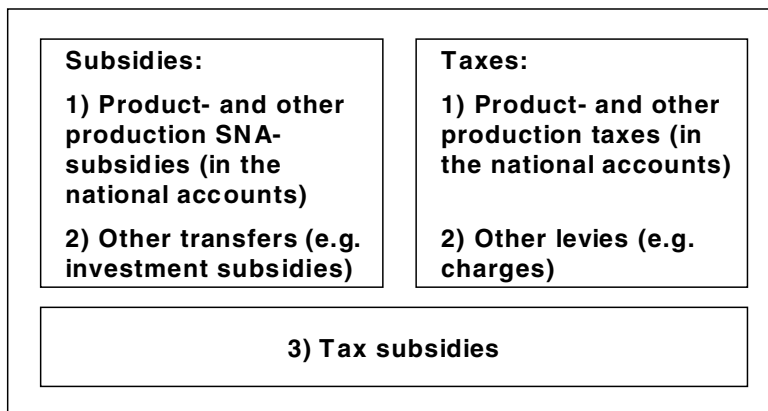 Subsidies:
1) Product- and other
production SNA-
subsidies (in the
national accounts)
2) Other transfers (e.g.
investment subsidies)
Taxes:
1) Product- and other
production taxes (in
the national accounts)
2) Other levies (e.g.
charges)
3) Tax subsidies